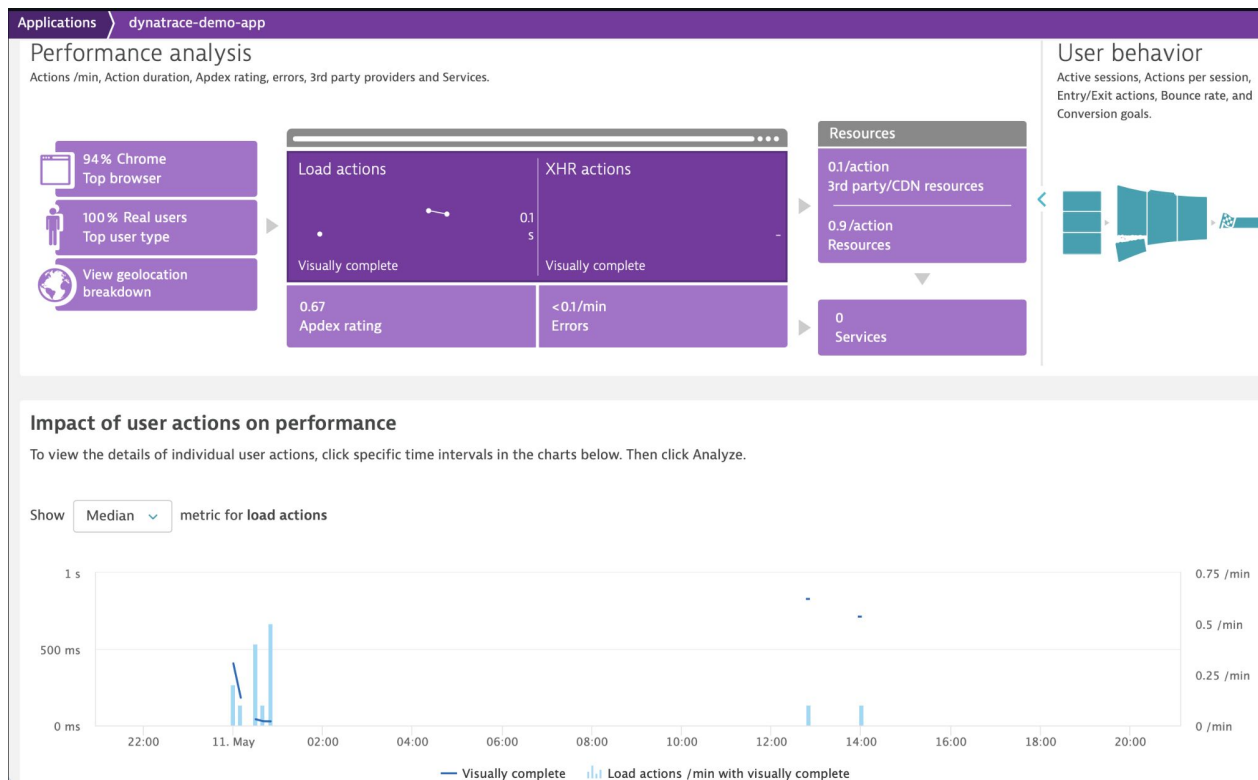 Applications
dynatrace-demo-app
Performance analysis
Actions /min, Action duration, Apdex rating, errors, 3rd party providers and Services.
94% Chrome
Top browser
100% Real users
Top user type
View geolocation
breakdown
Load actions
0.1
s
Visually complete
XHR actions
-
Visually complete
0.67
Apdex rating
<0.1/min
Errors
Resources
0.1/action
3rd party/CDN resources
0.9/action
Resources
0
Services
User behavior
Active sessions, Actions per session,
Entry/Exit actions, Bounce rate, and
Conversion goals.
Impact of user actions on performance
To view the details of individual user actions, click specific time intervals in the charts below. Then click Analyze.
Show Median metric for load actions
1 s
500 ms
0 ms
0.75 /min
0.5 /min
0.25 /min
0 /min
22:00 11. May 02:00 04:00 06:00 08:00 10:00 12:00 14:00 16:00 18:00 20:00
Visually complete Load actions /min with visually complete